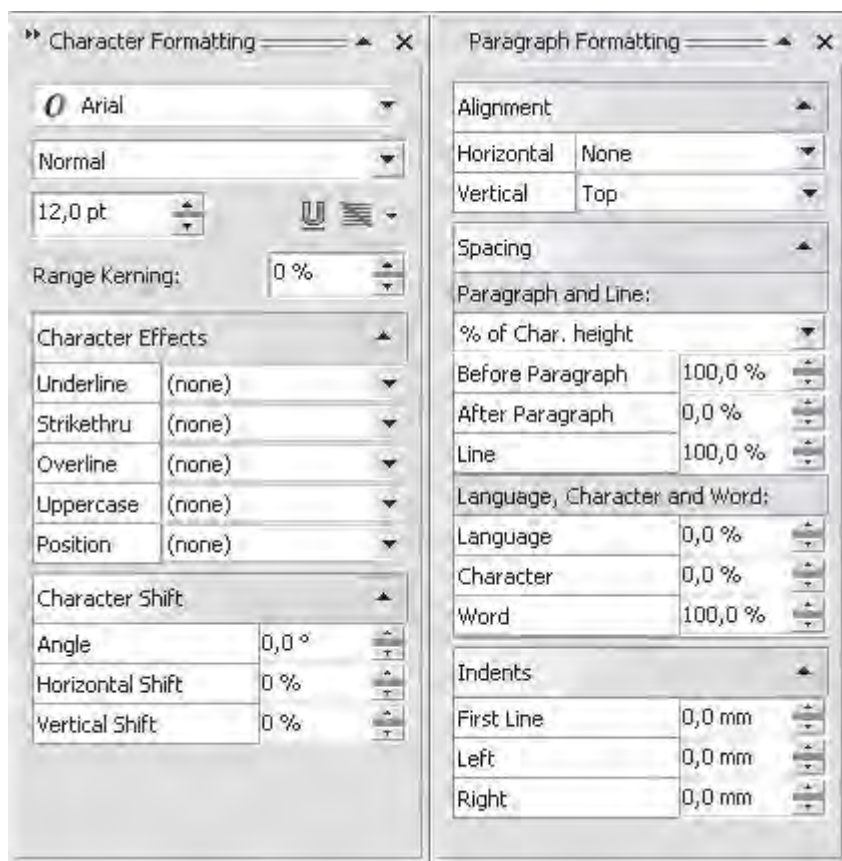 Character Formatting
O Arial
Normal
12,0 pt U
Range Kerning: 0 %
Character Effects
Underline (none)
Strikethru (none)
Overline (none)
Uppercase (none)
Position (none)
Character Shift
Angle 0,0 °
Horizontal Shift 0 %
Vertical Shift 0 %
Paragraph Formatting
Alignment
Horizontal None
Vertical Top
Spacing
Paragraph and Line:
% of Char. height
Before Paragraph 100,0 %
After Paragraph 0,0 %
Line 100,0 %
Language, Character and Word:
Language 0,0 %
Character 0,0 %
Word 100,0 %
Indents
First Line 0,0 mm
Left 0,0 mm
Right 0,0 mm